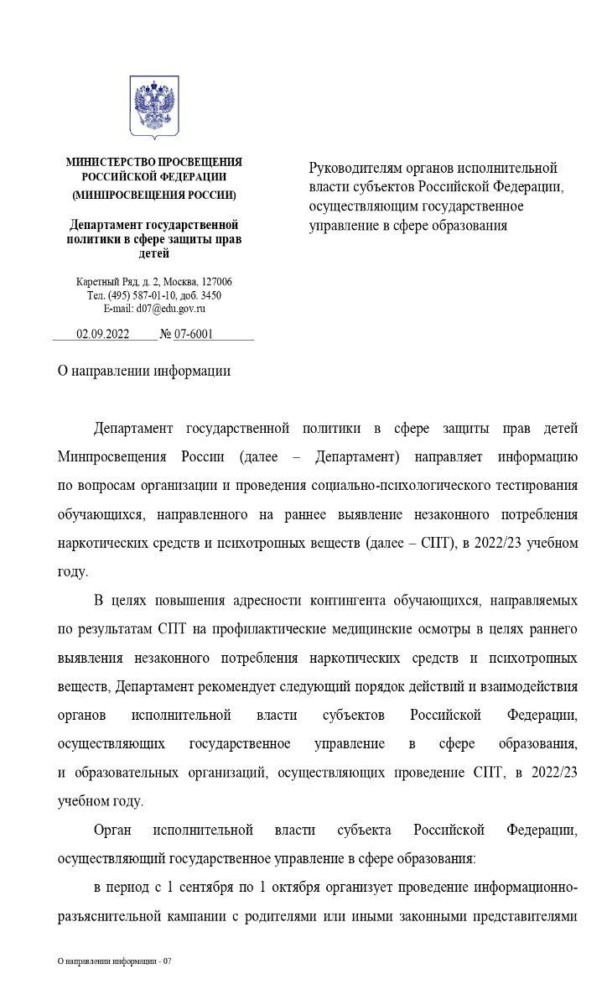 МИНИСТЕРСТВО ПРОСВЕЩЕНИЯ
РОССИЙСКОЙ ФЕДЕРАЦИИ
(МИНПРОСВЕЩЕНИЯ РОССИИ)
Департамент государственной
политики в сфере защиты прав
детей
Каретный Ряд, д. 2, Москва, 127006
Тел. (495) 587-01-10, доб. 3450
E-mail: d07@edu.gov.ru
02.09.2022 № 07-6001
Руководителям органов исполнительной
власти субъектов Российской Федерации,
осуществляющим государственное
управление в сфере образования
О направлении информации
Департамент государственной политики в сфере защиты прав детей
Минпросвещения России (далее – Департамент) направляет информацию
по вопросам организации и проведения социально-психологического тестирования
обучающихся, направленного на раннее выявление незаконного потребления
наркотических средств и психотропных веществ (далее – СПТ), в 2022/23 учебном
году.
В целях повышения адресности контингента обучающихся, направляемых
по результатам СПТ на профилактические медицинские осмотры в целях раннего
выявления незаконного потребления наркотических средств и психотропных
веществ, Департамент рекомендует следующий порядок действий и взаимодействия
органов исполнительной власти субъектов Российской Федерации,
осуществляющих государственное управление в сфере образования,
и образовательных организаций, осуществляющих проведение СПТ, в 2022/23
учебном году.
Орган исполнительной власти субъекта Российской Федерации,
осуществляющий государственное управление в сфере образования:
в период с 1 сентября по 1 октября организует проведение информационно-
разъяснительной кампании с родителями или иными законными представителями
О направлении информации - 07